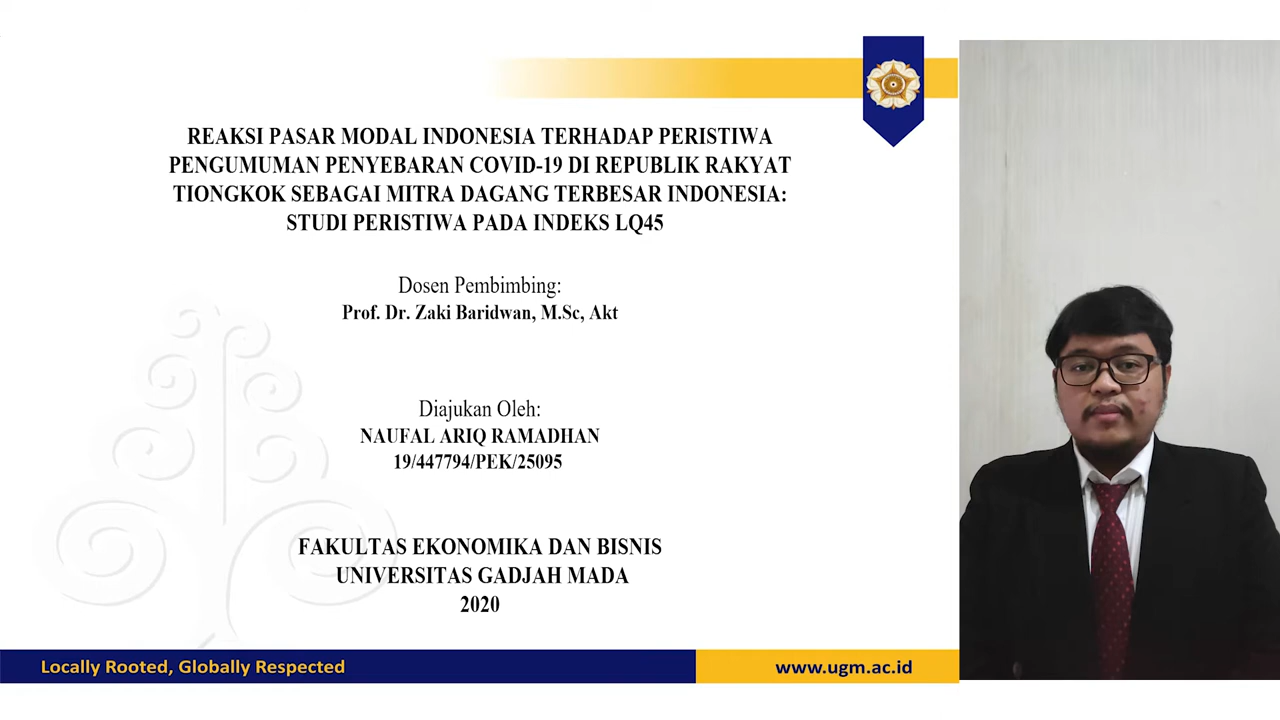 REAKSI PASAR MODAL INDONESIA TERHADAP PERISTIWA
PENGUMUMAN PENYEBARAN COVID-19 DI REPUBLIK RAKYAT
TIONGKOK SEBAGAI MITRA DAGANG TERBESAR INDONESIA:
STUDI PERISTIWA PADA INDEKS LQ45
Dosen Pembimbing:
Prof. Dr. Zaki Baridwan, M.Sc, Akt
Diajukan Oleh:
NAUFAL ARIQ RAMADHAN
19/447794/PEK/25095
FAKULTAS EKONOMIKA DAN BISNIS
UNIVERSITAS GADJAH MADA
2020
Locally Rooted, Globally Respected
www.ugm.ac.id